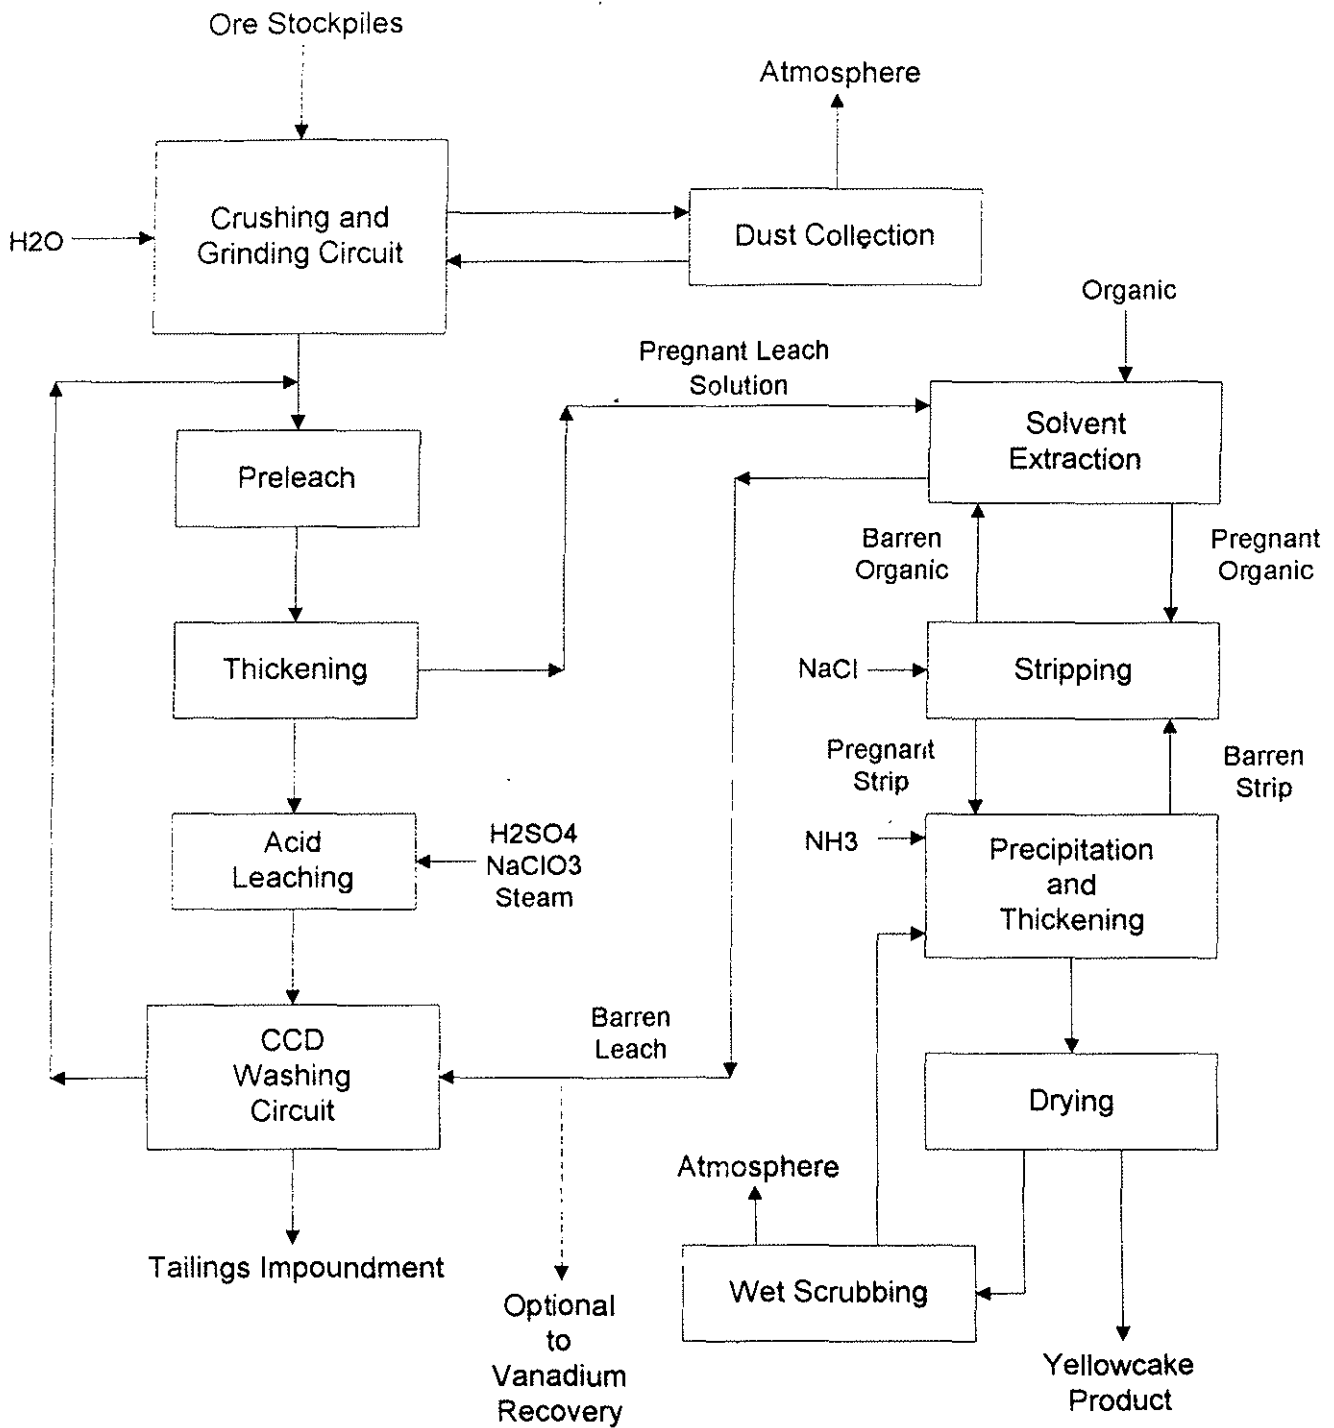 Ore Stockpiles
Atmosphere
Crushing and
Grinding Circuit
H2O
Dust Collection
Organic
Pregnant Leach
Solution
Solvent
Extraction
Preleach
Barren
Organic
Pregnant
Organic
Thickening
NaCl
Stripping
Pregnant
Strip
Barren
Strip
Acid
Leaching
H2SO4
NaClO3
Steam
NH3
Precipitation
and
Thickening
CCD
Washing
Circuit
Barren
Leach
Drying
Atmosphere
Tailings Impoundment
Wet Scrubbing
Optional
to
Vanadium
Recovery
Yellowcake
Product